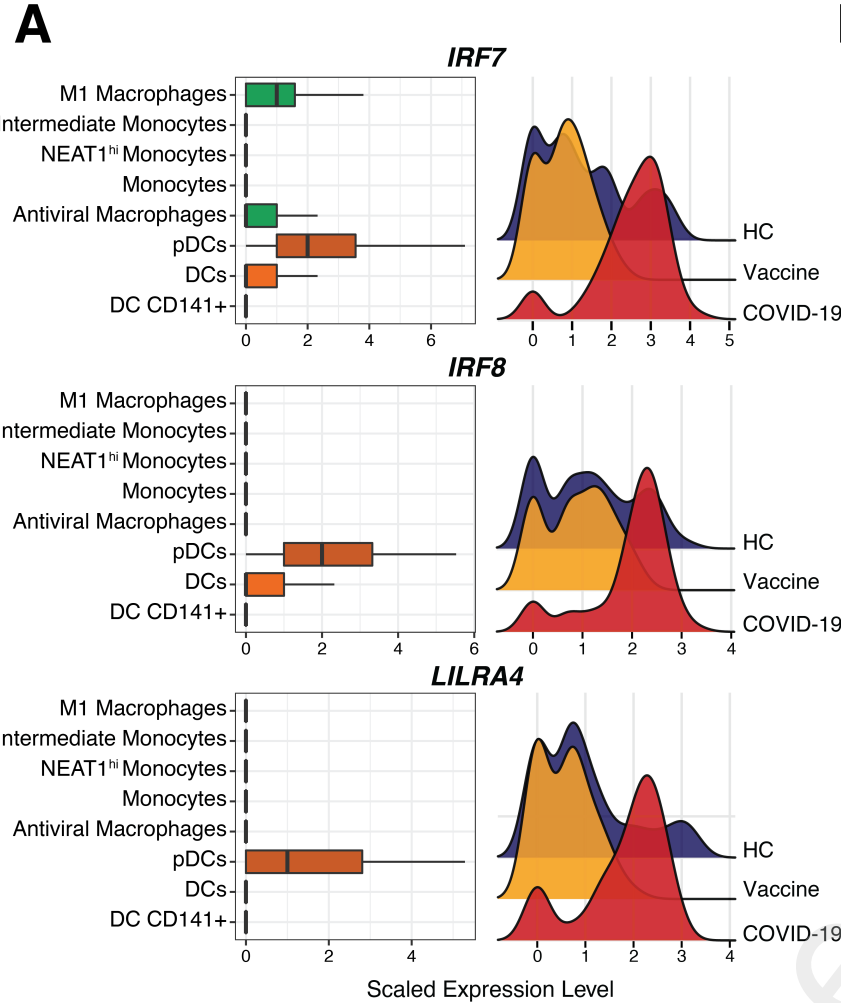 A
IRF7
M1 Macrophages
ntermediate Monocytes
NEAT1hi Monocytes
Monocytes
Antiviral Macrophages
pDCs
DCs
DC CD141+
0 2 4 6
HC
Vaccine
COVID-19
0 1 2 3 4 5
IRF8
M1 Macrophages
ntermediate Monocytes
NEAT1hi Monocytes
Monocytes
Antiviral Macrophages
pDCs
DCs
DC CD141+
0 2 4 6
HC
Vaccine
COVID-19
0 1 2 3 4
LILRA4
M1 Macrophages
ntermediate Monocytes
NEAT1hi Monocytes
Monocytes
Antiviral Macrophages
pDCs
DCs
DC CD141+
0 2 4
HC
Vaccine
COVID-19
0 1 2 3 4
Scaled Expression Level